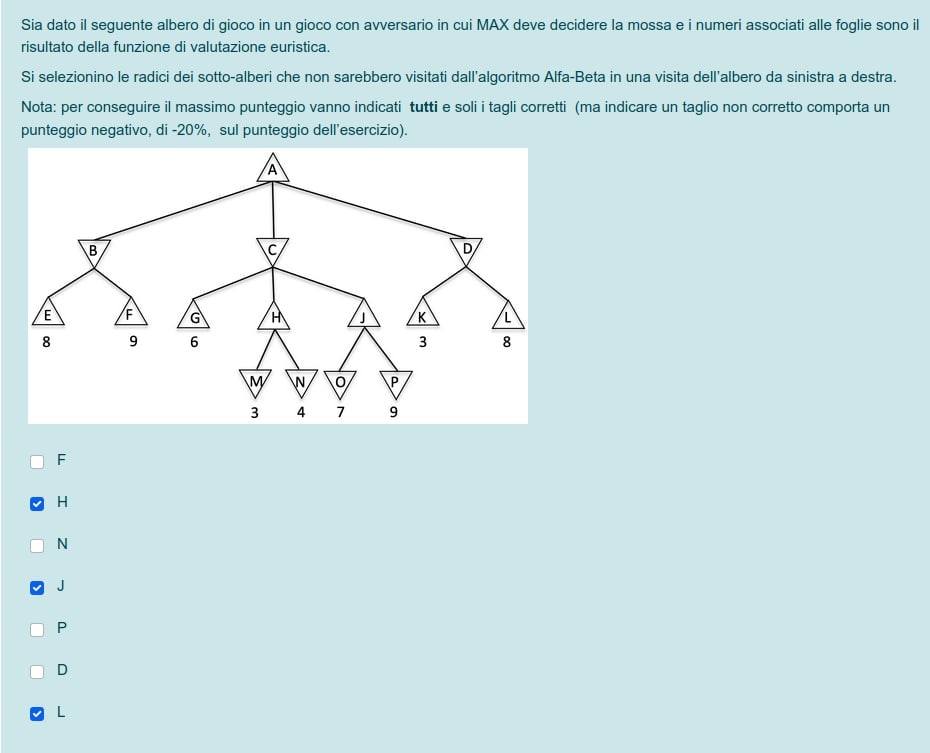 Sia dato il seguente albero di gioco in un gioco con avversario in cui MAX deve decidere la mossa e i numeri associati alle foglie sono il
risultato della funzione di valutazione euristica.
Si selezionino le radici dei sotto-alberi che non sarebbero visitati dall'algoritmo Alfa-Beta in una visita dell'albero da sinistra a destra.
Nota: per conseguire il massimo punteggio vanno indicati tutti e soli i tagli corretti (ma indicare un taglio non corretto comporta un
punteggio negativo, di -20%, sul punteggio dell'esercizio).
A
B C D
E F G H J K L
8 9 6 3 8
M N O P
3 4 7 9
F
H
N
J
P
D
L